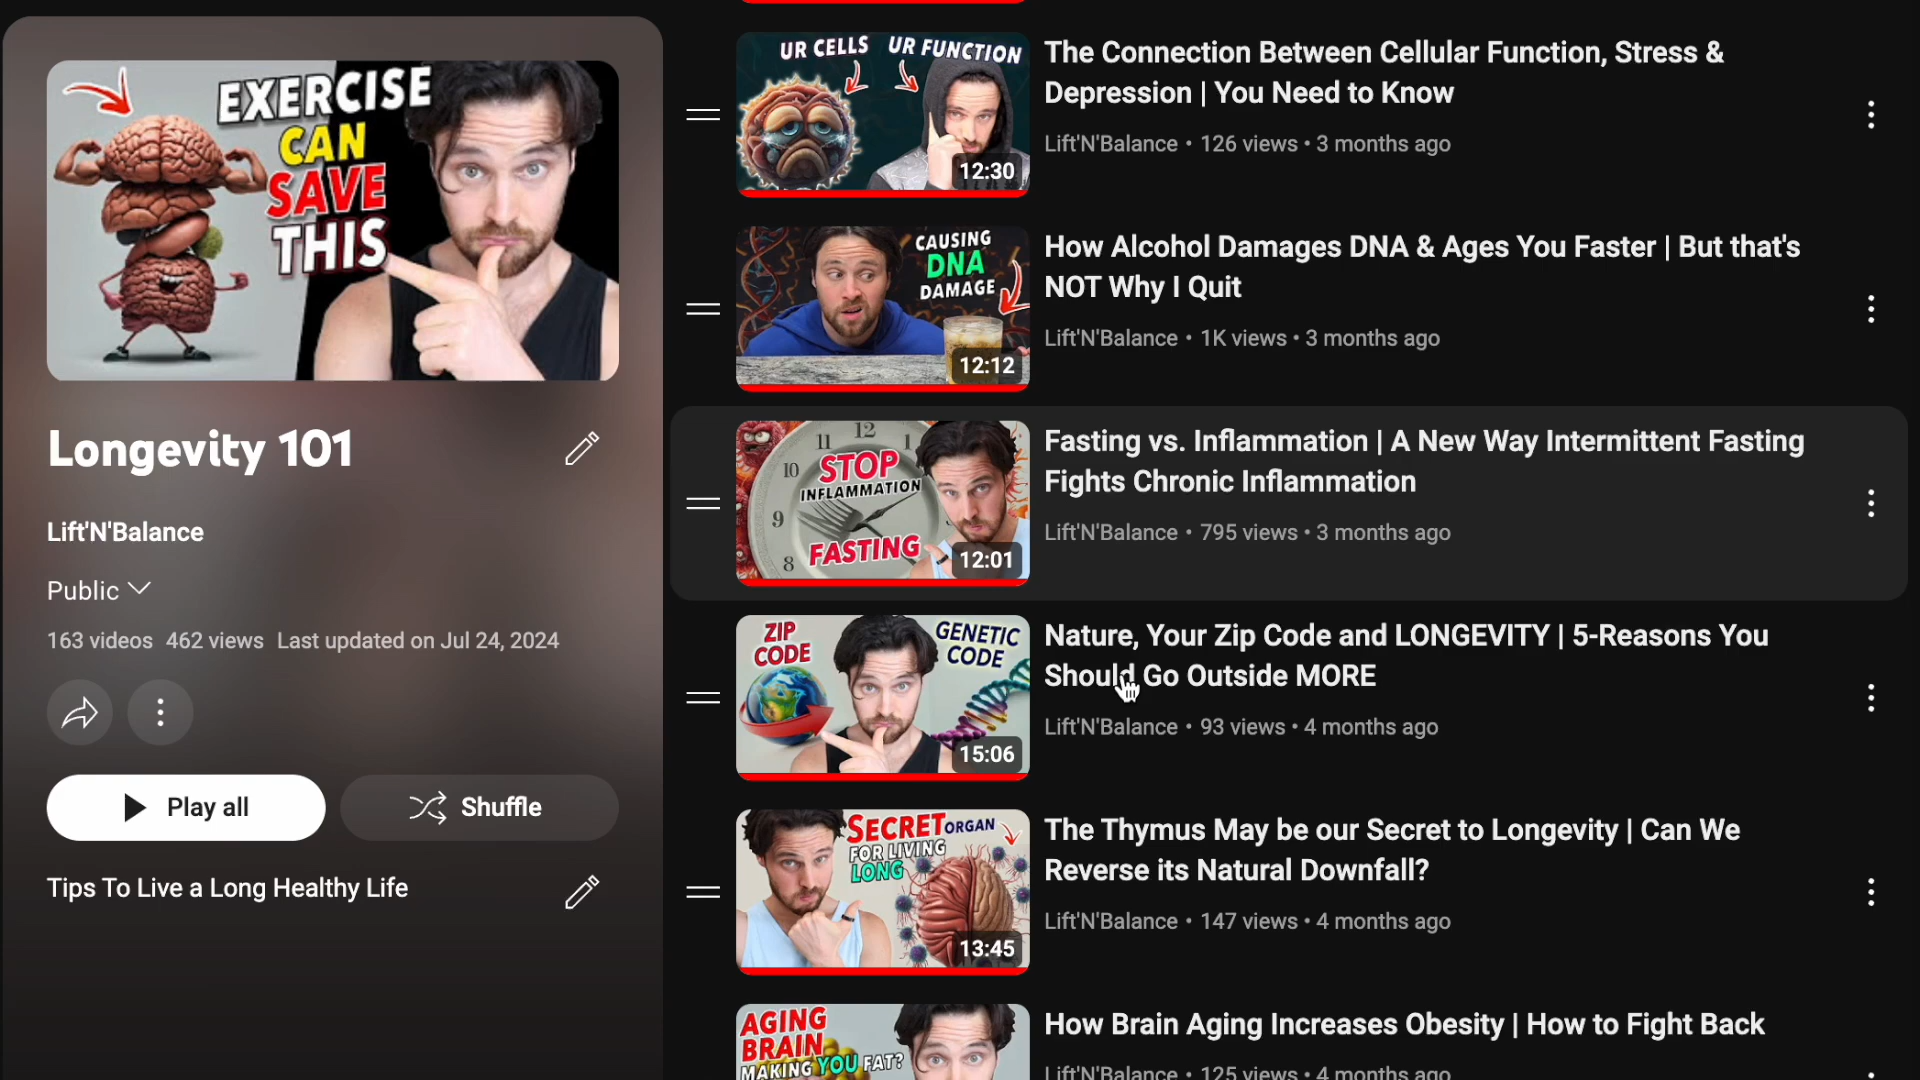 EXERCISE
CAN
SAVE
THIS
Longevity 101
Lift'N'Balance
Public
163 videos 462 views Last updated on Jul 24, 2024
Play all
Shuffle
Tips To Live a Long Healthy Life
UR CELLS UR FUNCTION
12:30
The Connection Between Cellular Function, Stress &
Depression | You Need to Know
Lift'N'Balance • 126 views • 3 months ago
CAUSING
DNA
DAMAGE
12:12
How Alcohol Damages DNA & Ages You Faster | But that's
NOT Why I Quit
Lift'N'Balance • 1K views • 3 months ago
12
11
1
10
9
8
STOP
INFLAMMATION
FASTING
12:01
Fasting vs. Inflammation | A New Way Intermittent Fasting
Fights Chronic Inflammation
Lift'N'Balance • 795 views • 3 months ago
ZIP
CODE
GENETIC
CODE
15:06
Nature, Your Zip Code and LONGEVITY | 5-Reasons You
Should Go Outside MORE
Lift'N'Balance • 93 views • 4 months ago
SECRET ORGAN
FOR LIVING
LONG
13:45
The Thymus May be our Secret to Longevity | Can We
Reverse its Natural Downfall?
Lift'N'Balance • 147 views • 4 months ago
AGING
BRAIN
MAKING YOU FAT?
How Brain Aging Increases Obesity | How to Fight Back
Lift'N'Balance • 125 views • 4 months ago